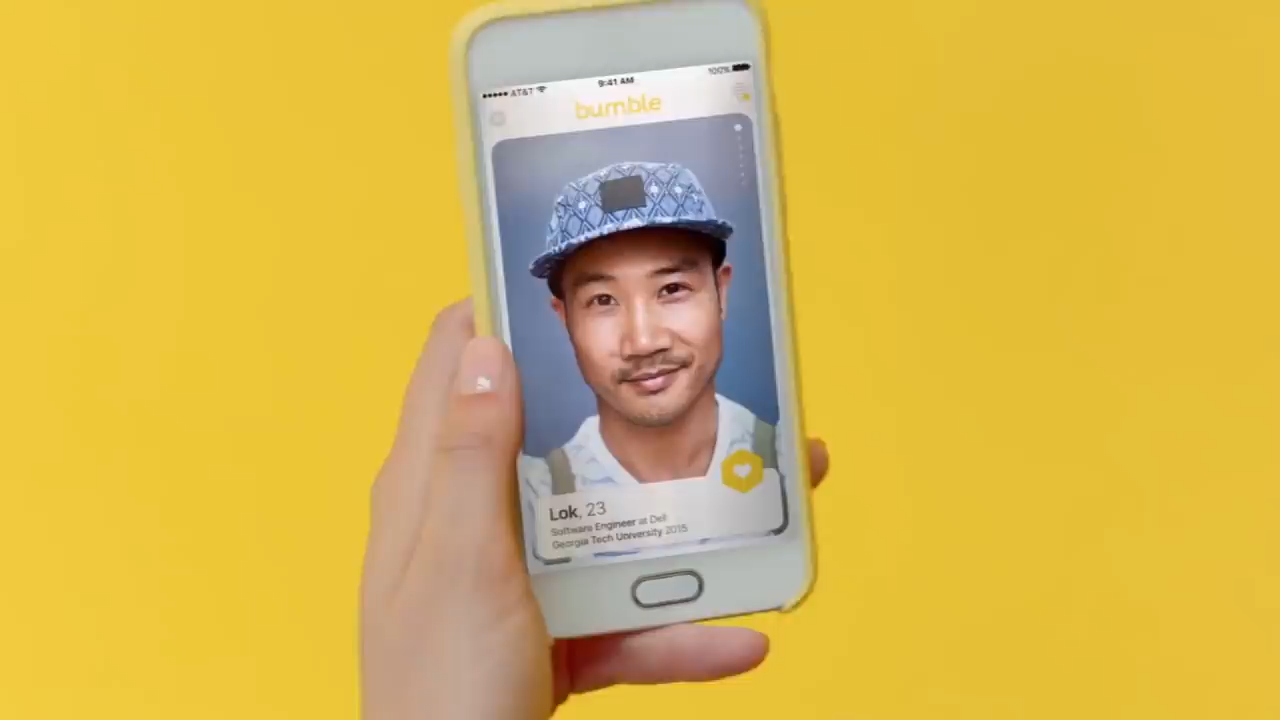 AT&T 9:41 AM 100%
bumble
Lok, 23
Software Engineer at Dell
Georgia Tech University 2015